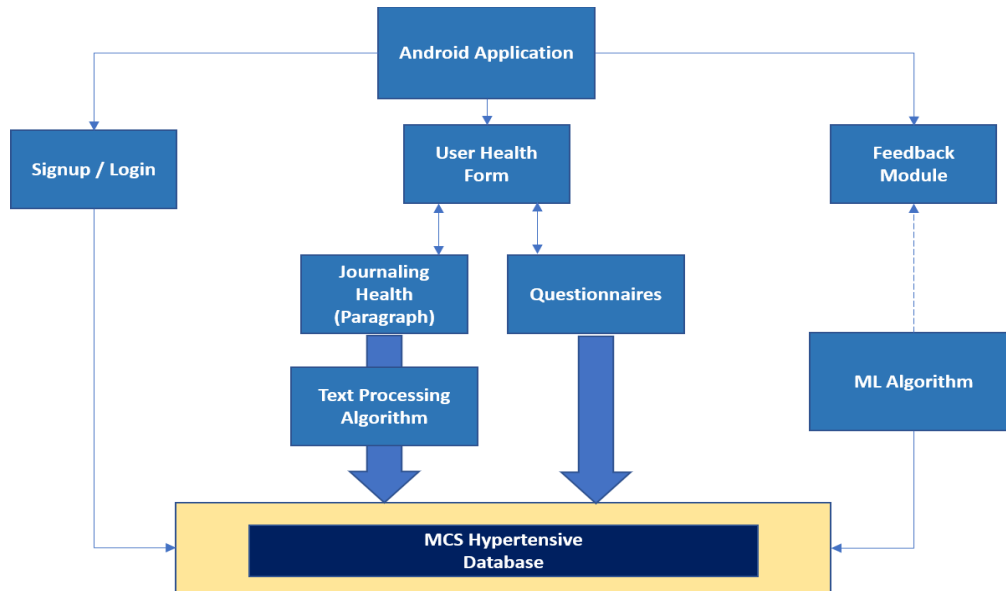 Android Application
Signup / Login
User Health
Form
Feedback
Module
Journaling
Health
(Paragraph)
Questionnaires
Text Processing
Algorithm
ML Algorithm
MCS Hypertensive
Database